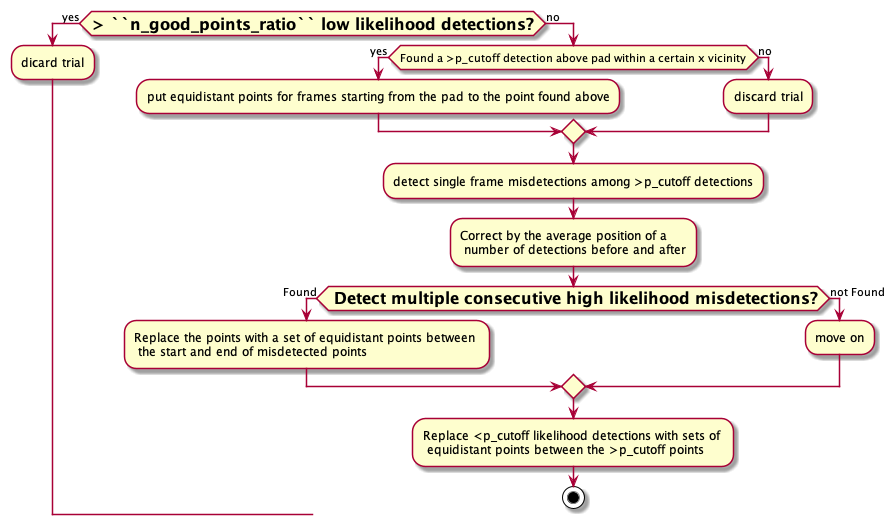 yes
> ``n_good_points_ratio`` low likelihood detections?
no
dicard trial
yes
Found a >p_cutoff detection above pad within a certain x vicinity
no
put equidistant points for frames starting from the pad to the point found above
discard trial
detect single frame misdetections among >p_cutoff detections
Correct by the average position of a
number of detections before and after
Found
Detect multiple consecutive high likelihood misdetections?
not Found
Replace the points with a set of equidistant points between
the start and end of misdetected points
move on
Replace <p_cutoff likelihood detections with sets of
equidistant points between the >p_cutoff points